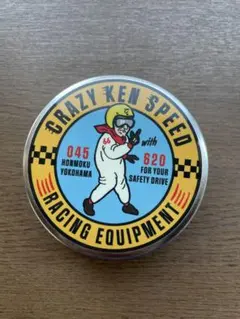 CRAZY KEN SPEED
with
045
HONMOKU
YOKOHAMA
620
FOR YOUR
SAFETY DRIVE
RACING EQUIPMENT